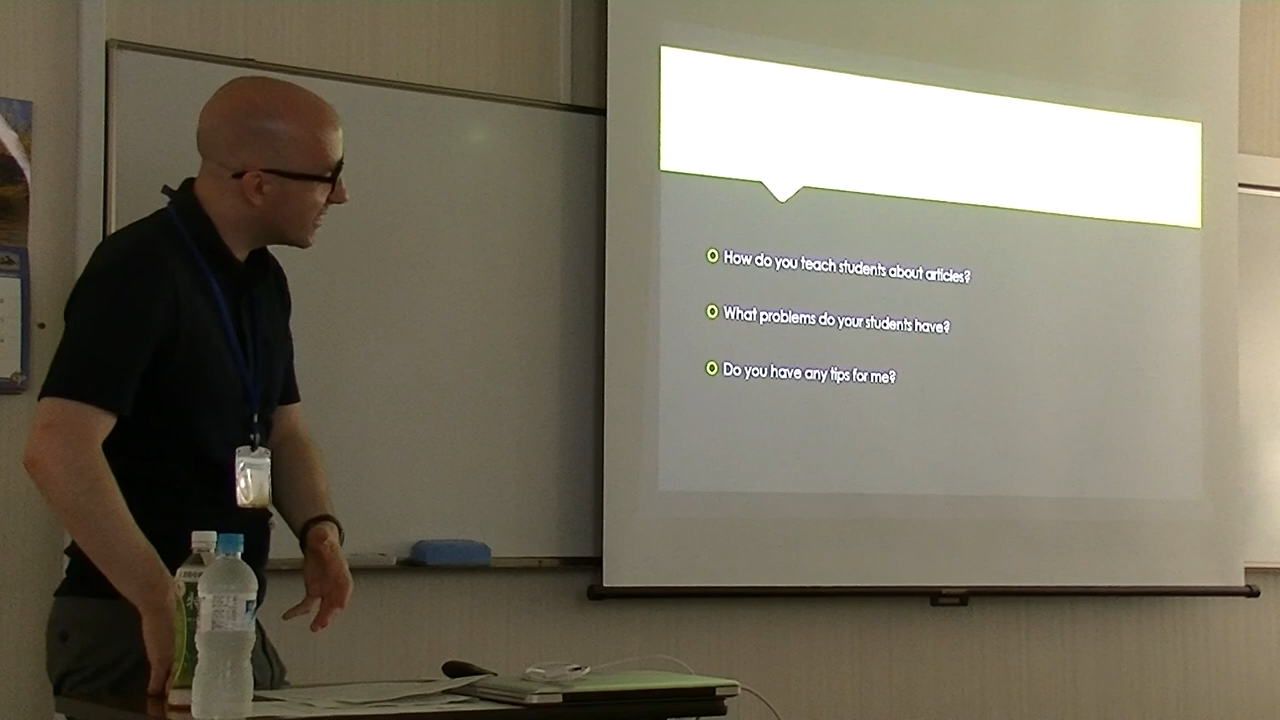 How do you teach students about articles?
What problems do your students have?
Do you have any tips for me?